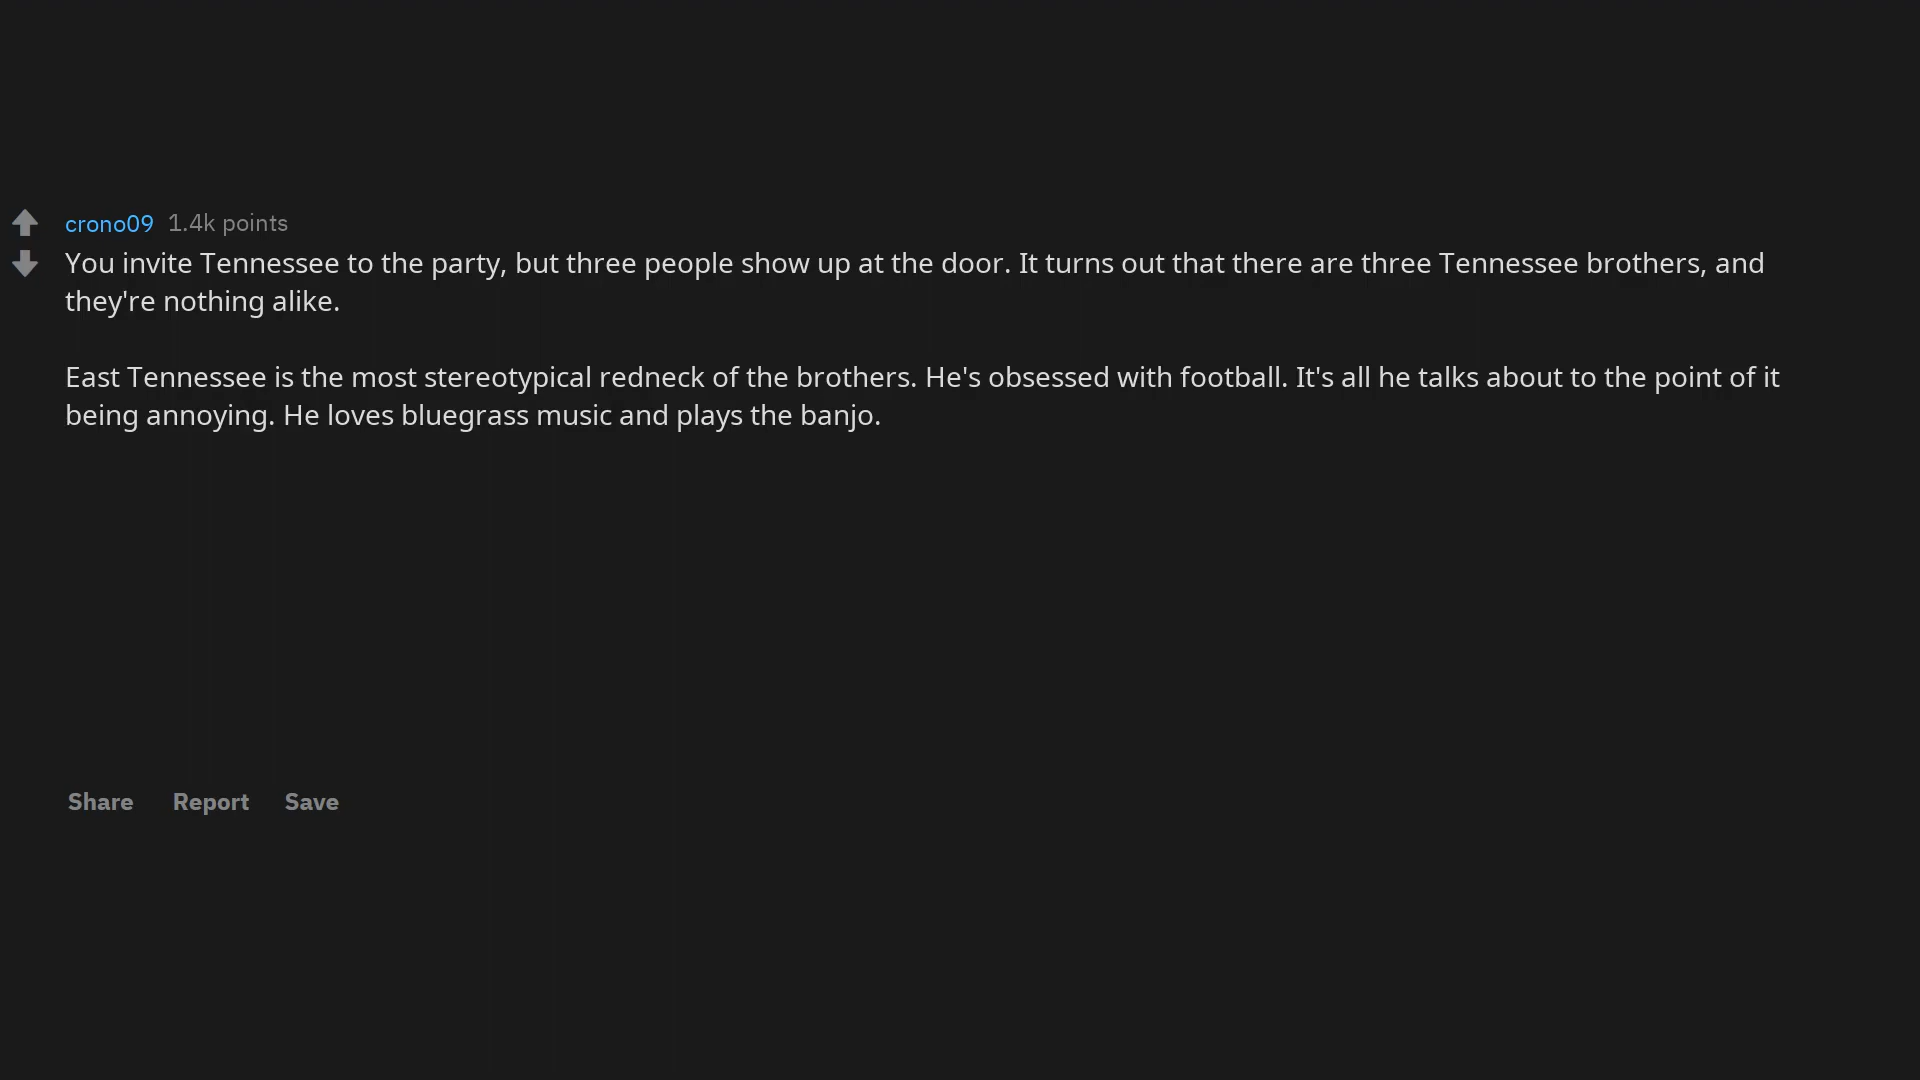 crono09 1.4k points
You invite Tennessee to the party, but three people show up at the door. It turns out that there are three Tennessee brothers, and
they're nothing alike.
East Tennessee is the most stereotypical redneck of the brothers. He's obsessed with football. It's all he talks about to the point of it
being annoying. He loves bluegrass music and plays the banjo.
Share Report Save